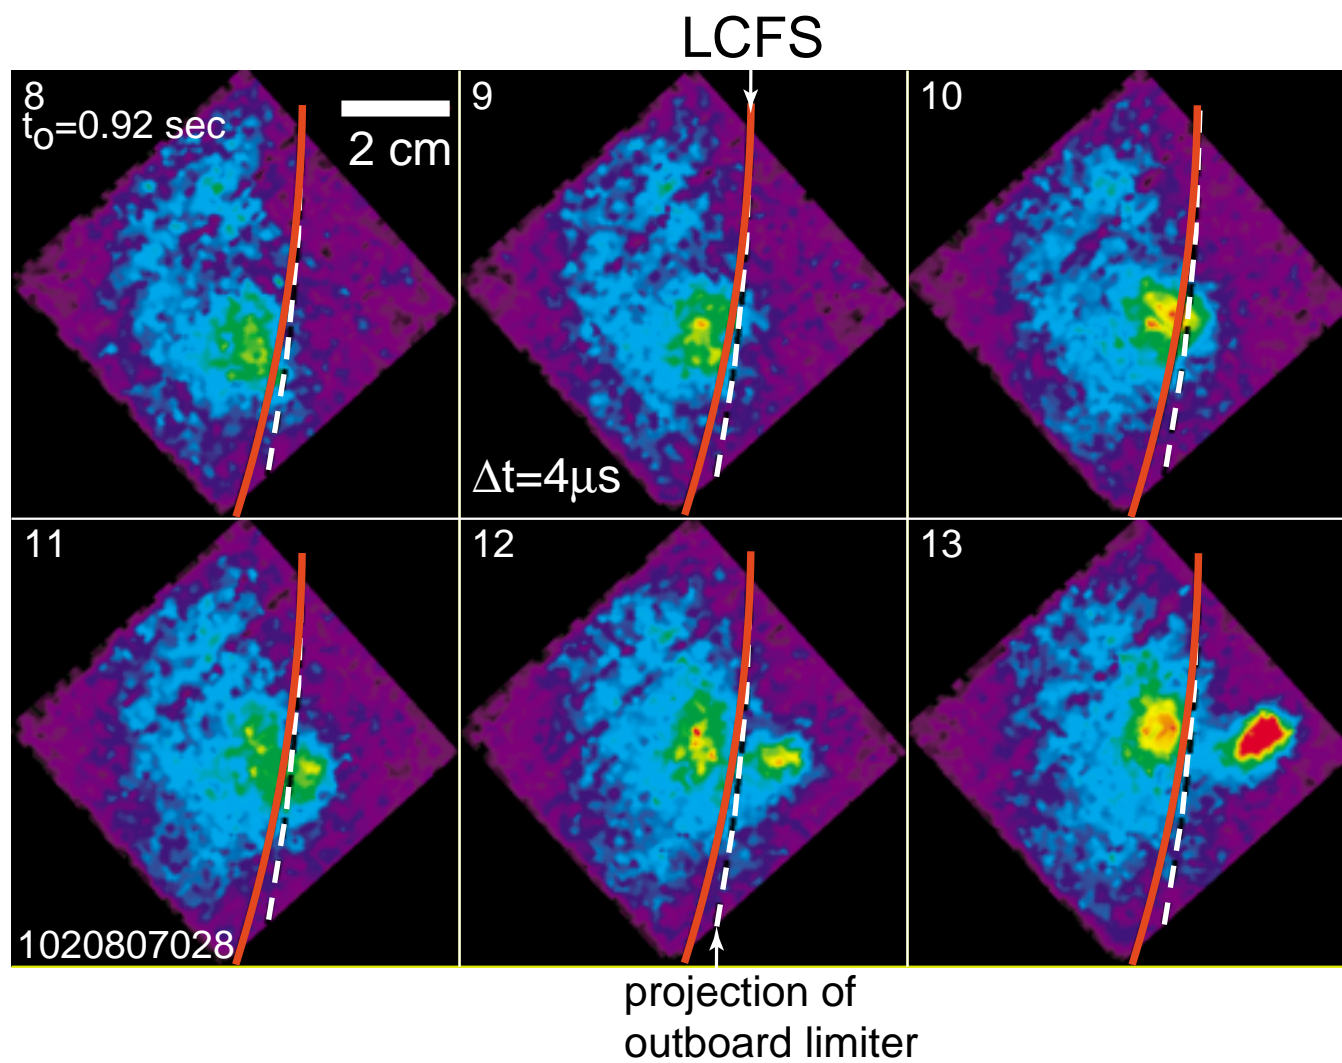 LCFS
8
t₀=0.92 sec
2 cm
9
Δt=4μs
10
11
1020807028
12
13
projection of
outboard limiter